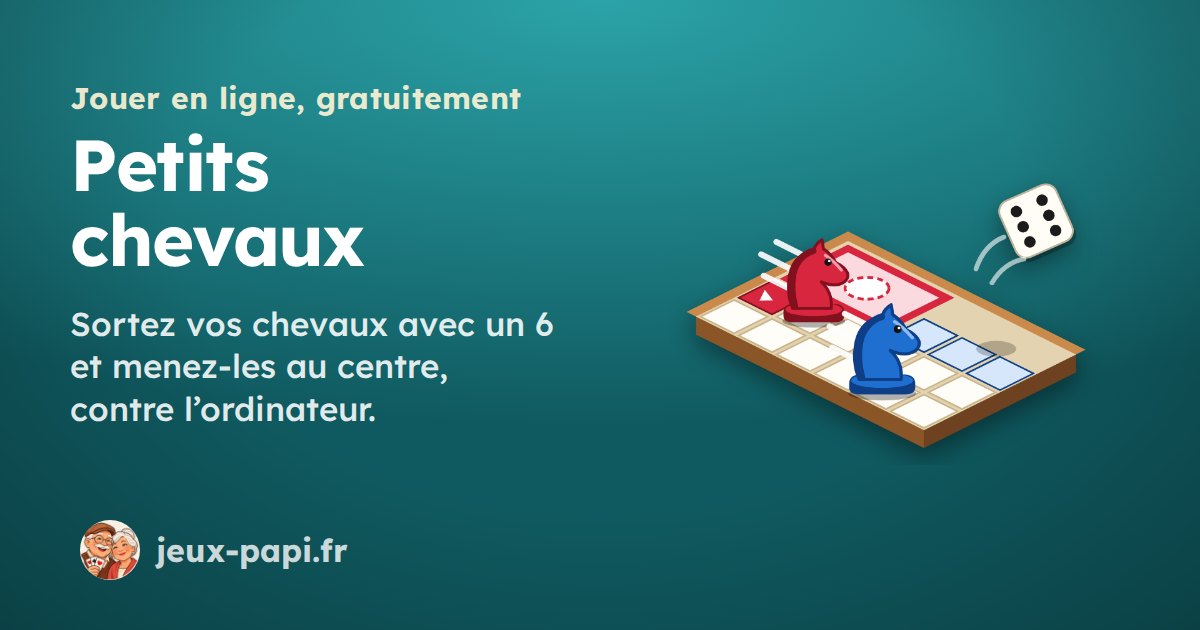 Jouer en ligne, gratuitement
Petits
chevaux
Sortez vos chevaux avec un 6
et menez-les au centre,
contre l’ordinateur.
jeux-papi.fr